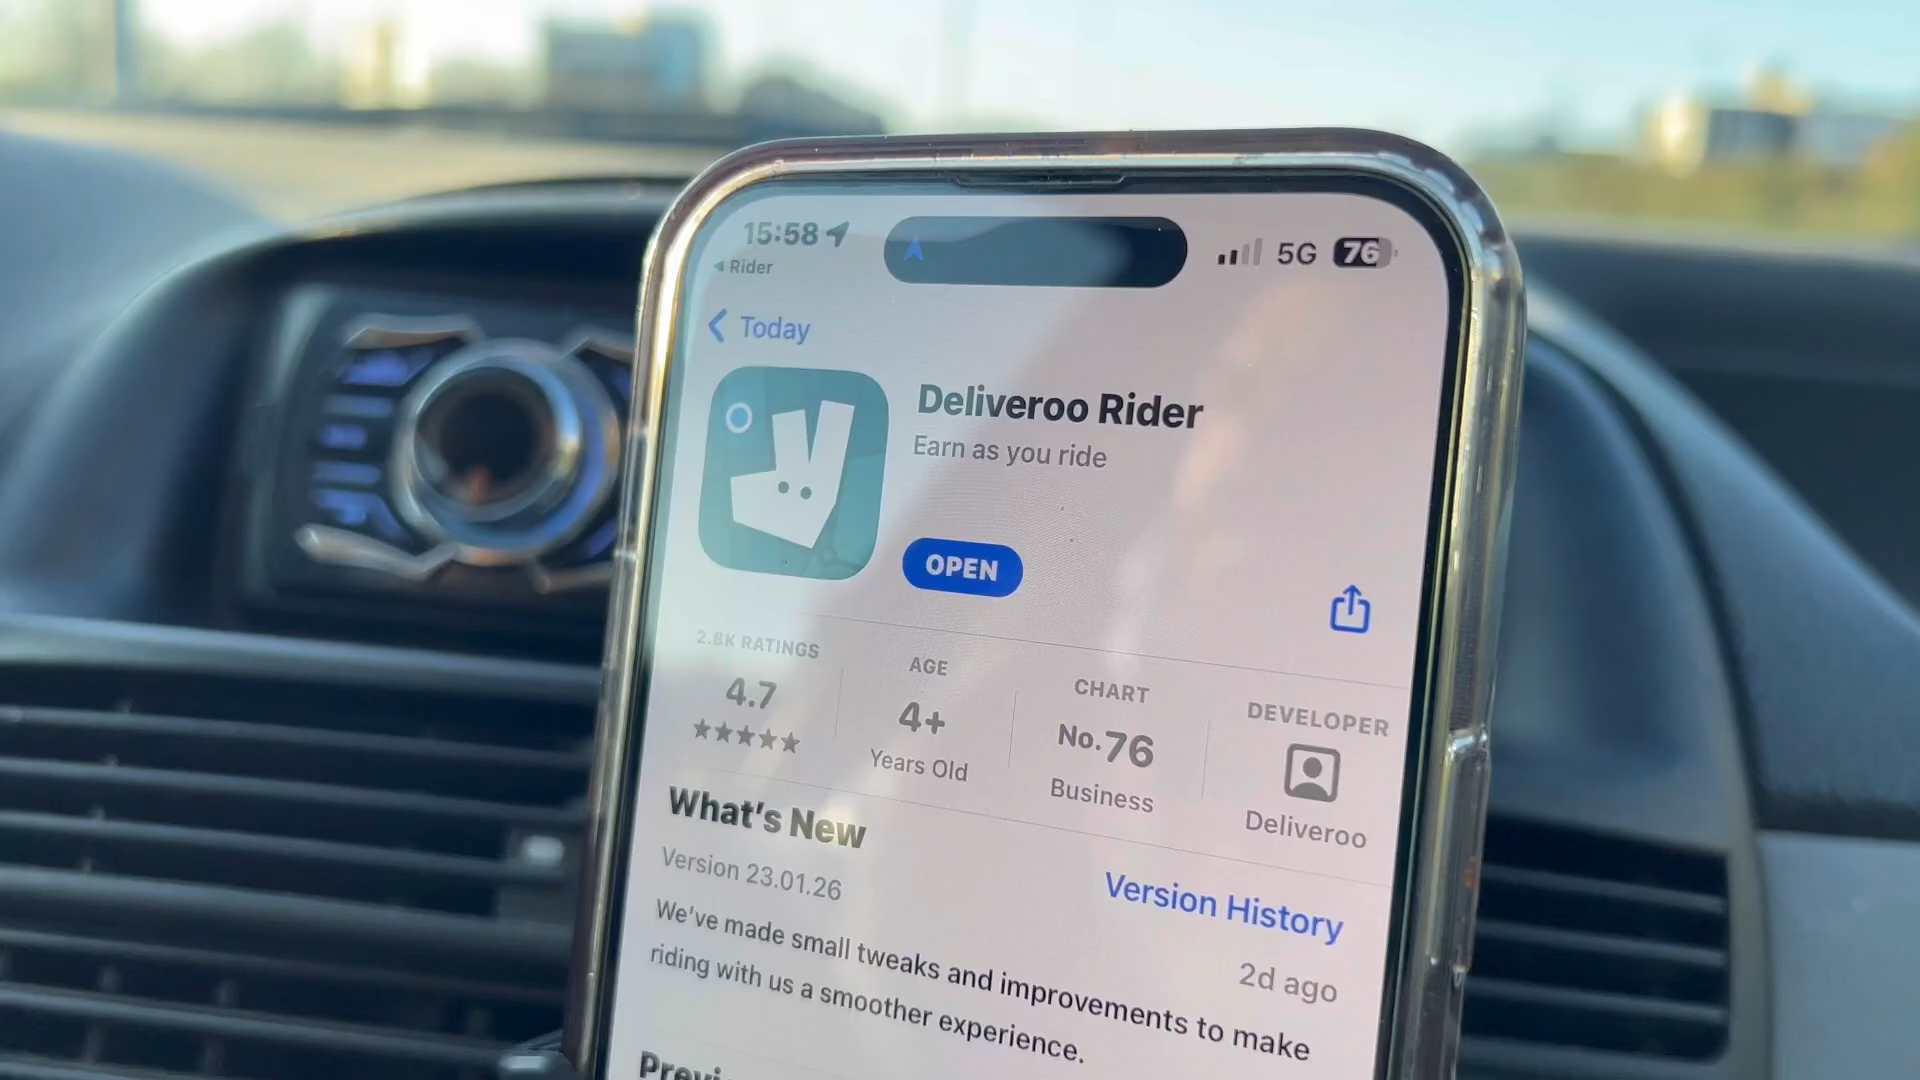 15:58
5G 76
Rider
Today
Deliveroo Rider
Earn as you ride
OPEN
2.8K RATINGS
4.7
AGE
4+
Years Old
CHART
No.76
Business
DEVELOPER
Deliveroo
What's New
Version History
Version 23.01.26
2d ago
We've made small tweaks and improvements to make
riding with us a smoother experience.